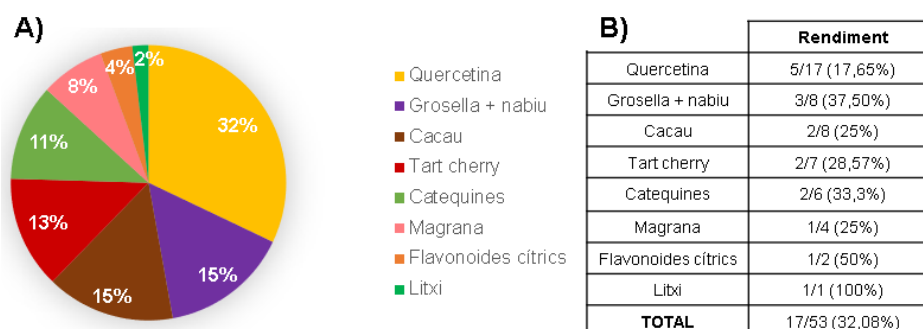 A)
2%
4%
8%
32%
11%
13%
15%
15%
Quercetina
Grosella + nabiu
Cacau
Tart cherry
Catequines
Magrana
Flavonoides cítrics
Litxi
B)
Rendiment
Quercetina 5/17 (17,65%)
Grosella + nabiu 3/8 (37,50%)
Cacau 2/8 (25%)
Tart cherry 2/7 (28,57%)
Catequines 2/6 (33,3%)
Magrana 1/4 (25%)
Flavonoides cítrics 1/2 (50%)
Litxi 1/1 (100%)
TOTAL 17/53 (32,08%)